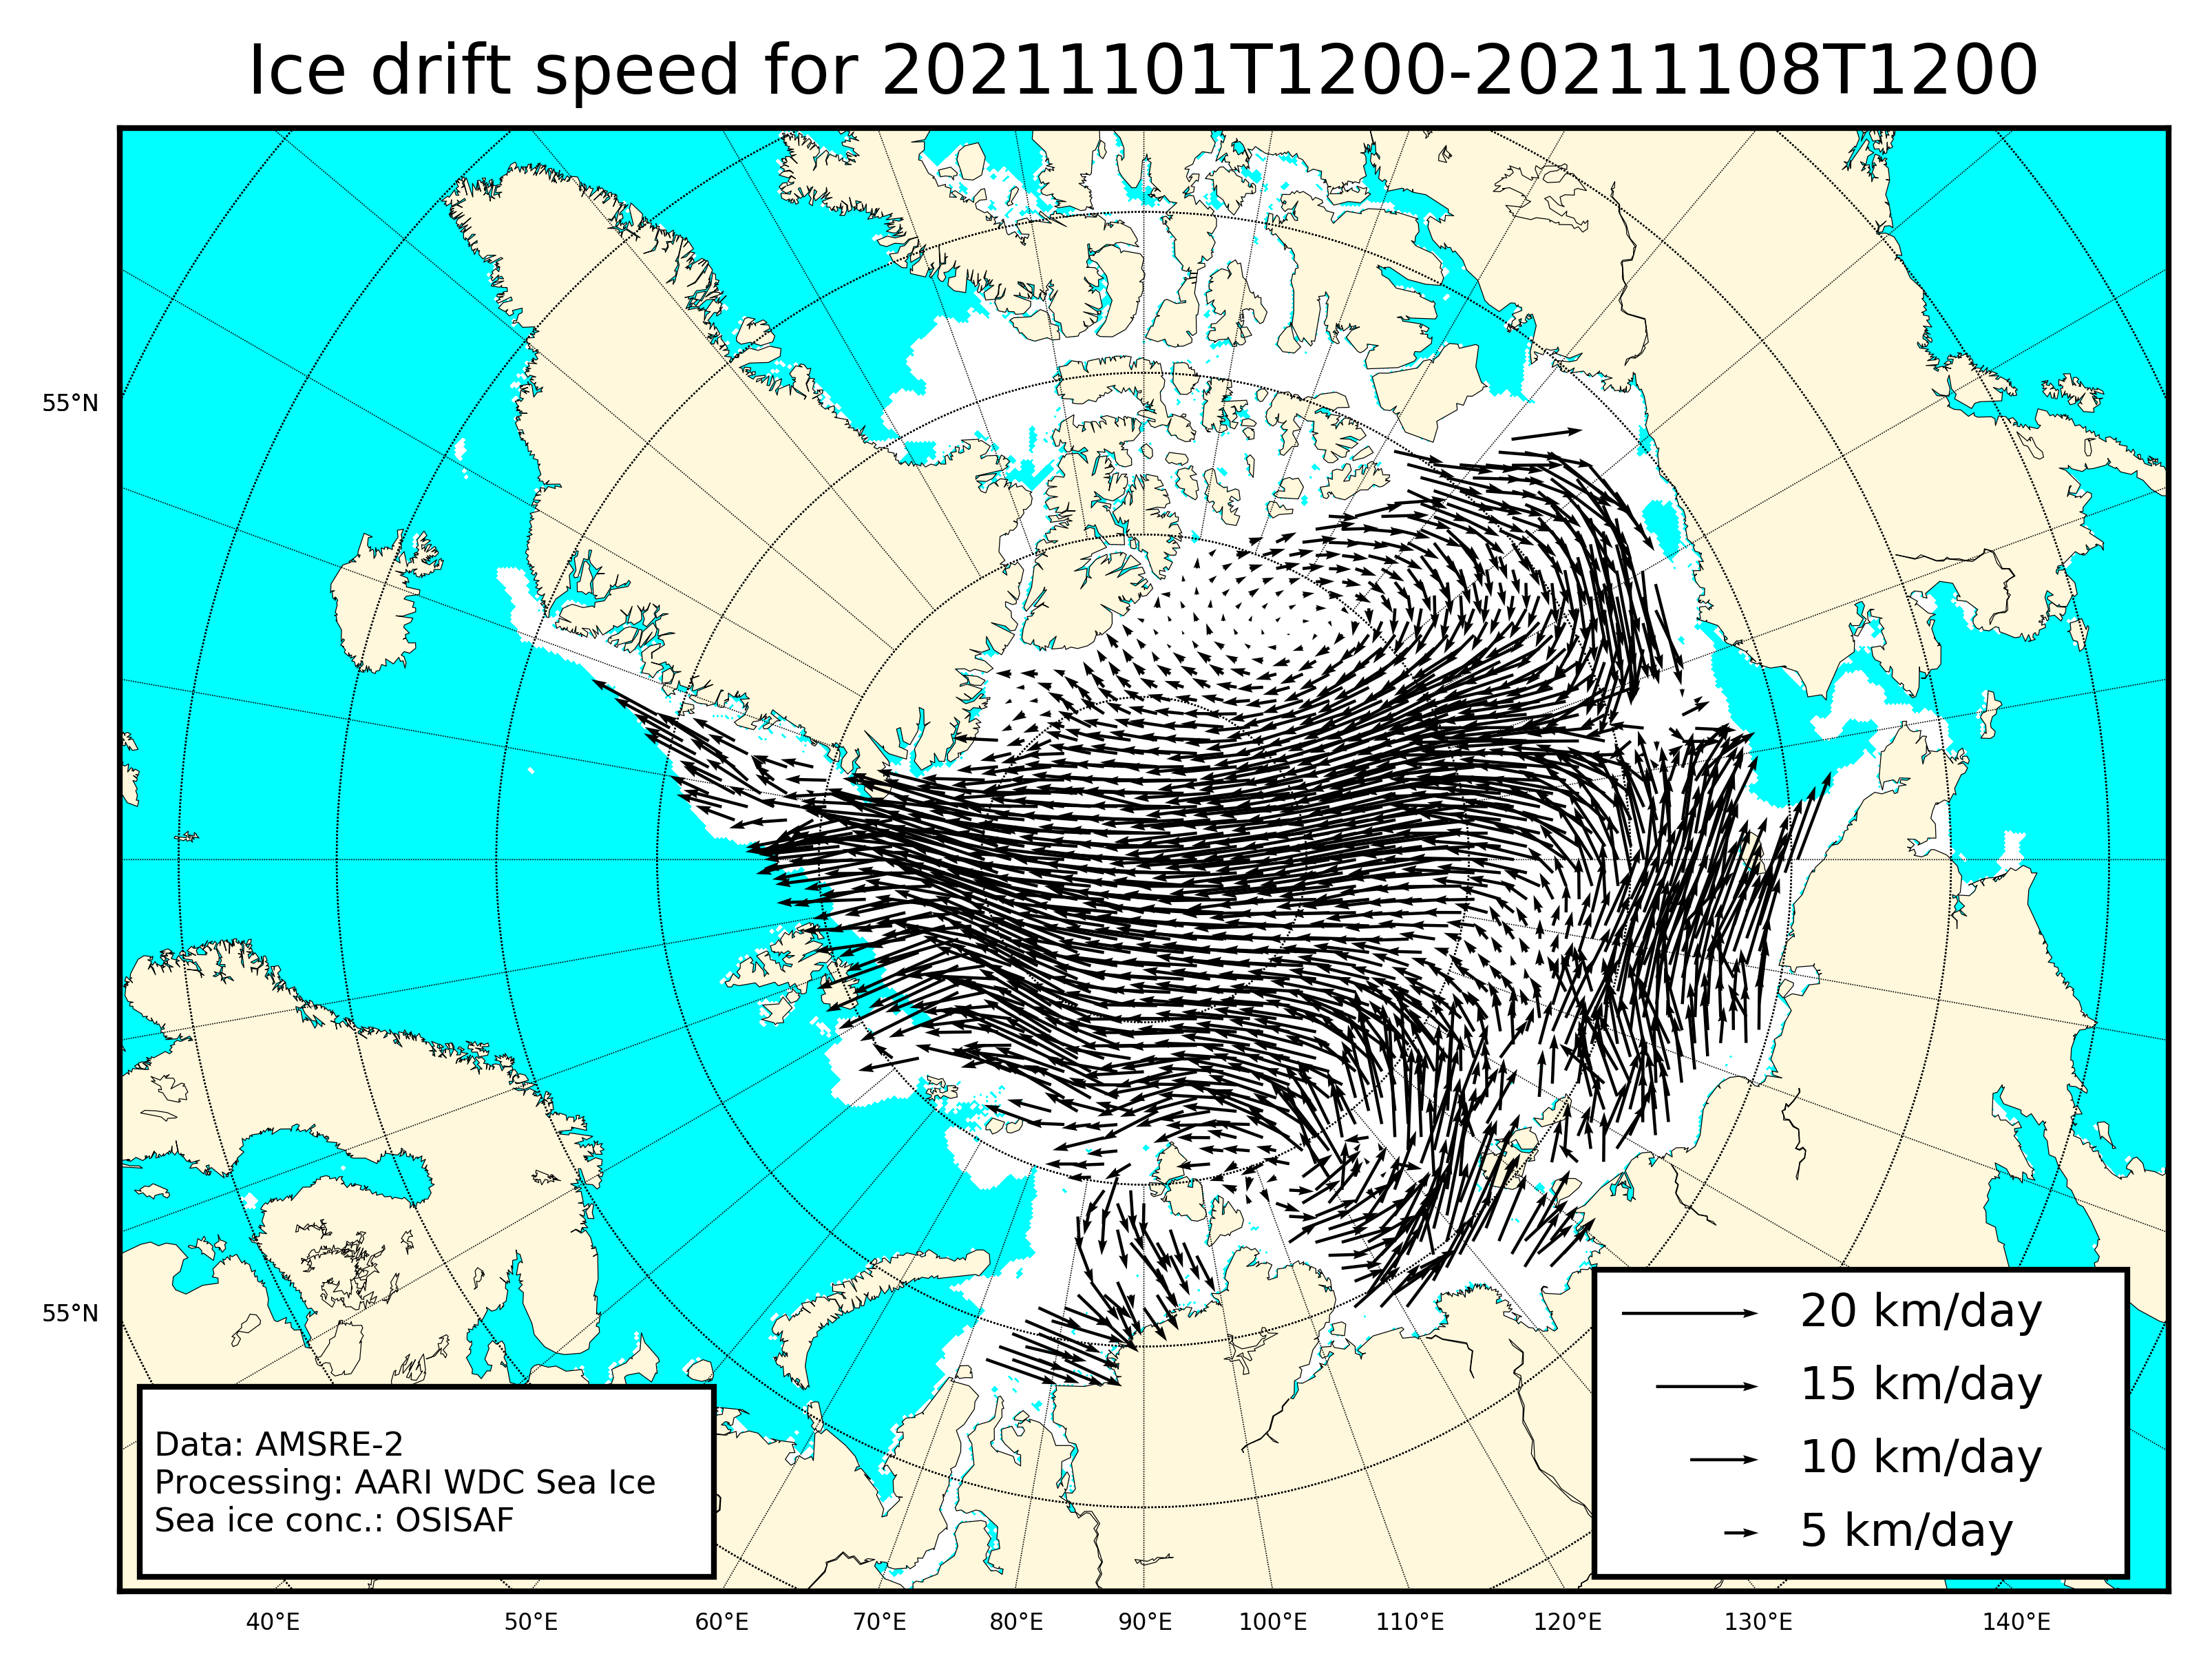 Ice drift speed for 20211101T1200-20211108T1200
55°N
55°N
20 km/day
15 km/day
10 km/day
5 km/day
Data: AMSRE-2
Processing: AARI WDC Sea Ice
Sea ice conc.: OSISAF
40°E 50°E 60°E 70°E 80°E 90°E 100°E 110°E 120°E 130°E 140°E